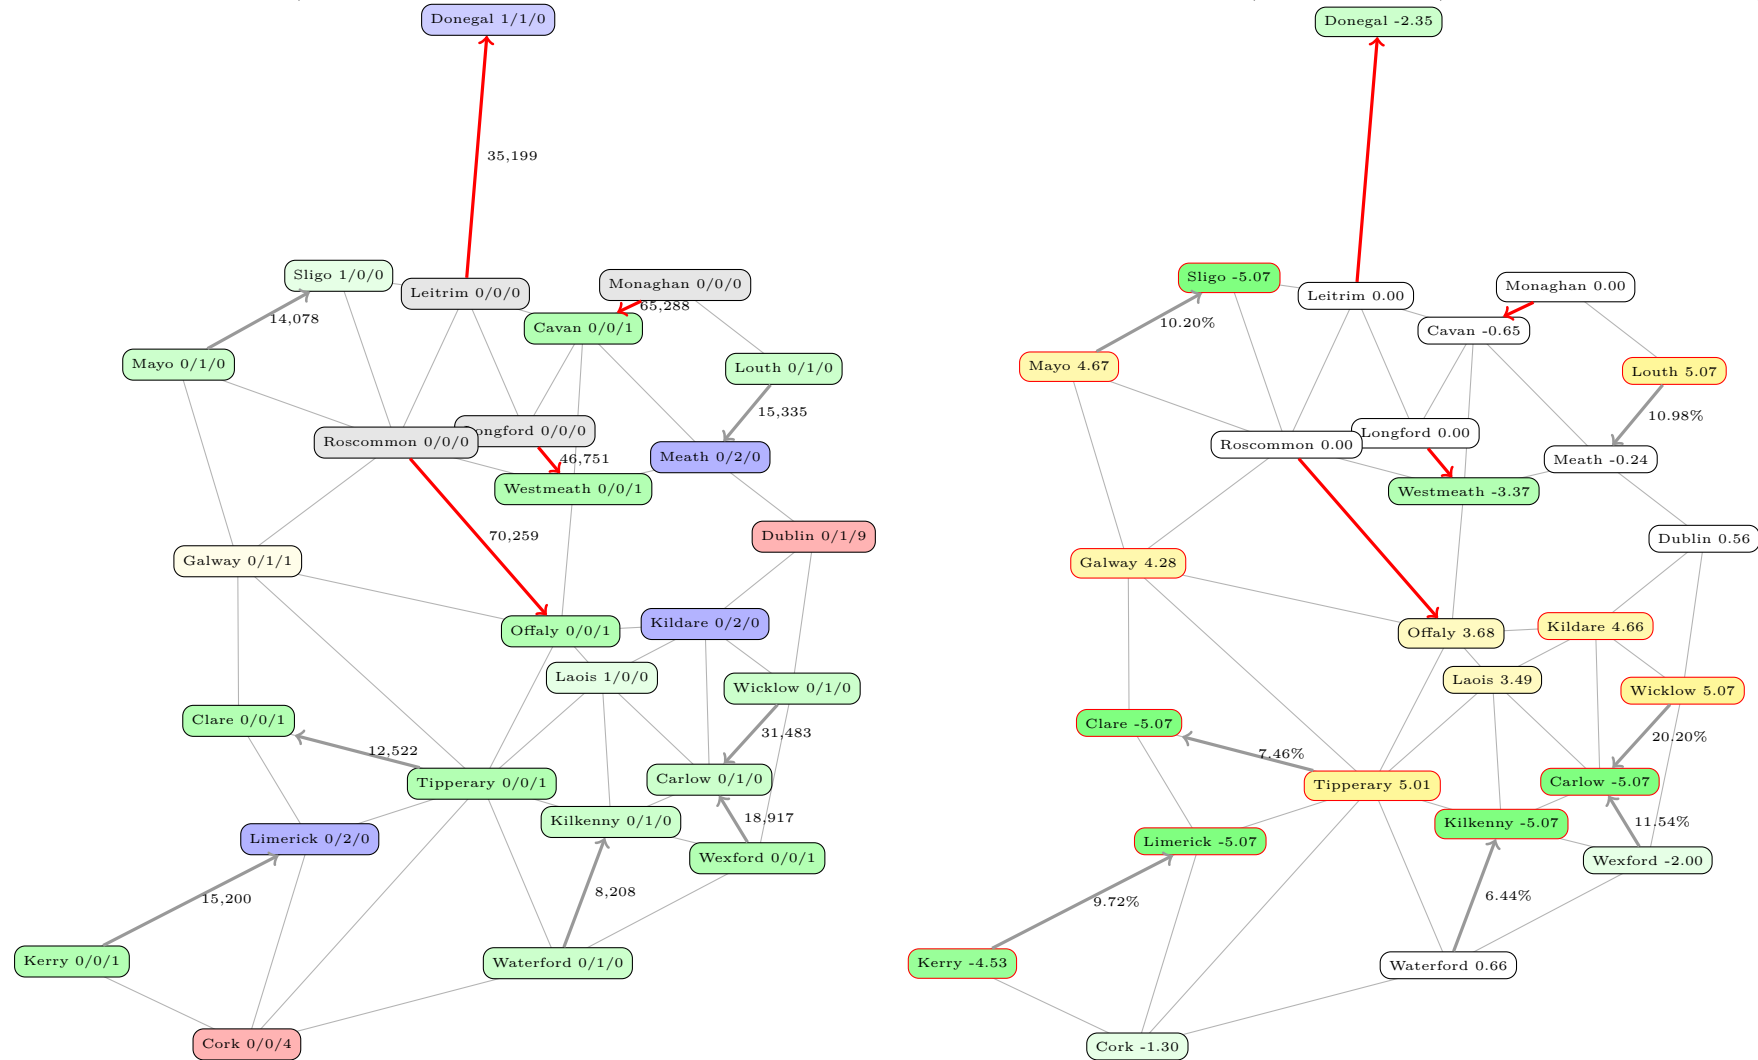 Donegal 1/1/0
35,199
Sligo 1/0/0
Leitrim 0/0/0
Monaghan 0/0/0
65,288
14,078
Cavan 0/0/1
Mayo 0/1/0
Louth 0/1/0
15,335
Longford 0/0/0
Roscommon 0/0/0
46,751
Meath 0/2/0
Westmeath 0/0/1
70,259
Dublin 0/1/9
Galway 0/1/1
Offaly 0/0/1
Kildare 0/2/0
Laois 1/0/0
Wicklow 0/1/0
Clare 0/0/1
31,483
12,522
Tipperary 0/0/1
Carlow 0/1/0
18,917
Kilkenny 0/1/0
Limerick 0/2/0
Wexford 0/0/1
8,208
15,200
Kerry 0/0/1
Waterford 0/1/0
Cork 0/0/4
Donegal -2.35
Sligo -5.07
Leitrim 0.00
Monaghan 0.00
10.20%
Cavan -0.65
Mayo 4.67
Louth 5.07
10.98%
Longford 0.00
Roscommon 0.00
Meath -0.24
Westmeath -3.37
Dublin 0.56
Galway 4.28
Offaly 3.68
Kildare 4.66
Laois 3.49
Wicklow 5.07
Clare -5.07
20.20%
7.46%
Tipperary 5.01
Carlow -5.07
11.54%
Kilkenny -5.07
Limerick -5.07
Wexford -2.00
6.44%
9.72%
Kerry -4.53
Waterford 0.66
Cork -1.30